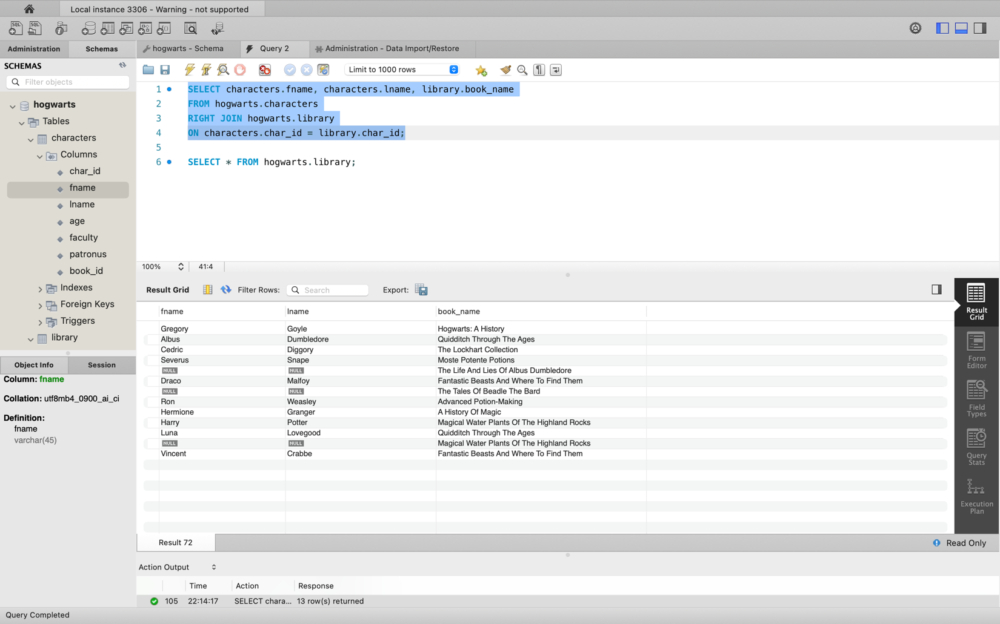 Local instance 3306 - Warning - not supported
SQL
SQL
Administration
Schemas
hogwarts - Schema
Query 2
Administration - Data Import/Restore
SCHEMAS
Filter objects
Limit to 1000 rows
hogwarts
Tables
characters
Columns
char_id
fname
lname
age
faculty
patronus
book_id
Indexes
Foreign Keys
Triggers
library
1 SELECT characters.fname, characters.lname, library.book_name
2 FROM hogwarts.characters
3 RIGHT JOIN hogwarts.library
4 ON characters.char_id = library.char_id;
5
6 SELECT * FROM hogwarts.library;
100% 41:4
Result Grid
Filter Rows:
Search
Export:
fname lname book_name
Gregory Goyle Hogwarts: A History
Albus Dumbledore Quidditch Through The Ages
Cedric Diggory The Lockhart Collection
Severus Snape Moste Potente Potions
NULL NULL The Life And Lies Of Albus Dumbledore
Draco Malfoy Fantastic Beasts And Where To Find Them
NULL NULL The Tales Of Beadle The Bard
Ron Weasley Advanced Potion-Making
Hermione Granger A History Of Magic
Harry Potter Magical Water Plants Of The Highland Rocks
Luna Lovegood Quidditch Through The Ages
NULL NULL Magical Water Plants Of The Highland Rocks
Vincent Crabbe Fantastic Beasts And Where To Find Them
Result
Grid
Form
Editor
Field
Types
Query
Stats
Execution
Plan
Object Info
Session
Column: fname
Collation: utf8mb4_0900_ai_ci
Definition:
fname
varchar(45)
Result 72
Read Only
Action Output
Time Action Response
105 22:14:17 SELECT chara... 13 row(s) returned
Query Completed